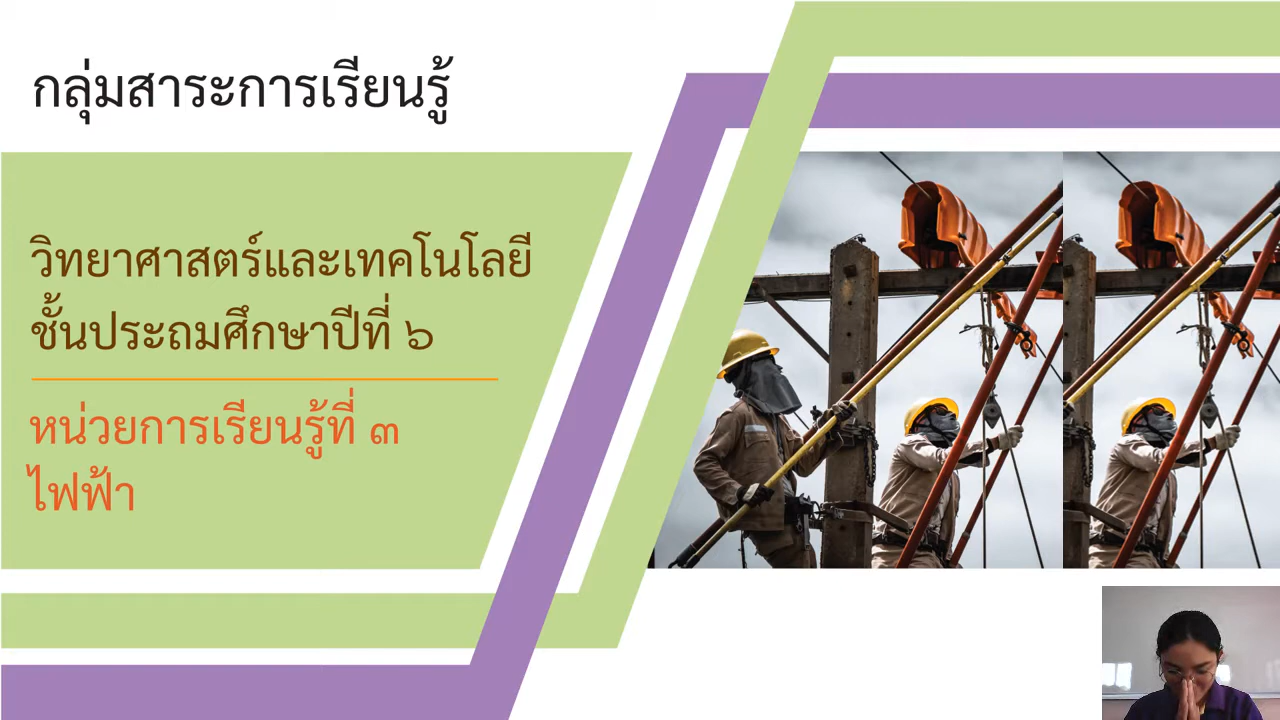 กลุ่มสาระการเรียนรู้
วิทยาศาสตร์และเทคโนโลยี
ชั้นประถมศึกษาปีที่ ๖
หน่วยการเรียนรู้ที่ ๓
ไฟฟ้า